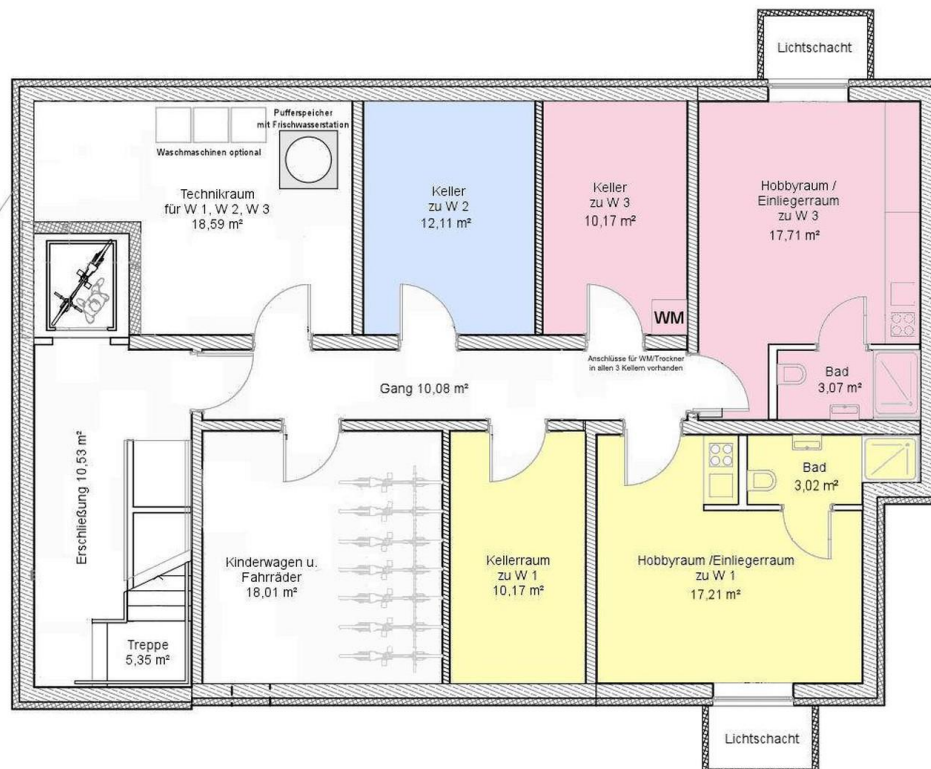 Lichtschacht
Pufferspeicher
mit Frischwasserstation
Waschmaschinen optional
Technikraum
für W 1, W 2, W 3
18,59 m²
Keller
zu W 2
12,11 m²
Keller
zu W 3
10,17 m²
Hobbyraum /
Einliegerraum
zu W 3
17,71 m²
WM
Anschlüsse für WM/Trockner
in allen 3 Kellern vorhanden
Bad
3,07 m²
Gang 10,08 m²
Erschließung 10,53 m²
Bad
3,02 m²
Kinderwagen u.
Fahrräder
18,01 m²
Kellerraum
zu W 1
10,17 m²
Hobbyraum /Einliegerraum
zu W 1
17,21 m²
Treppe
5,35 m²
Lichtschacht